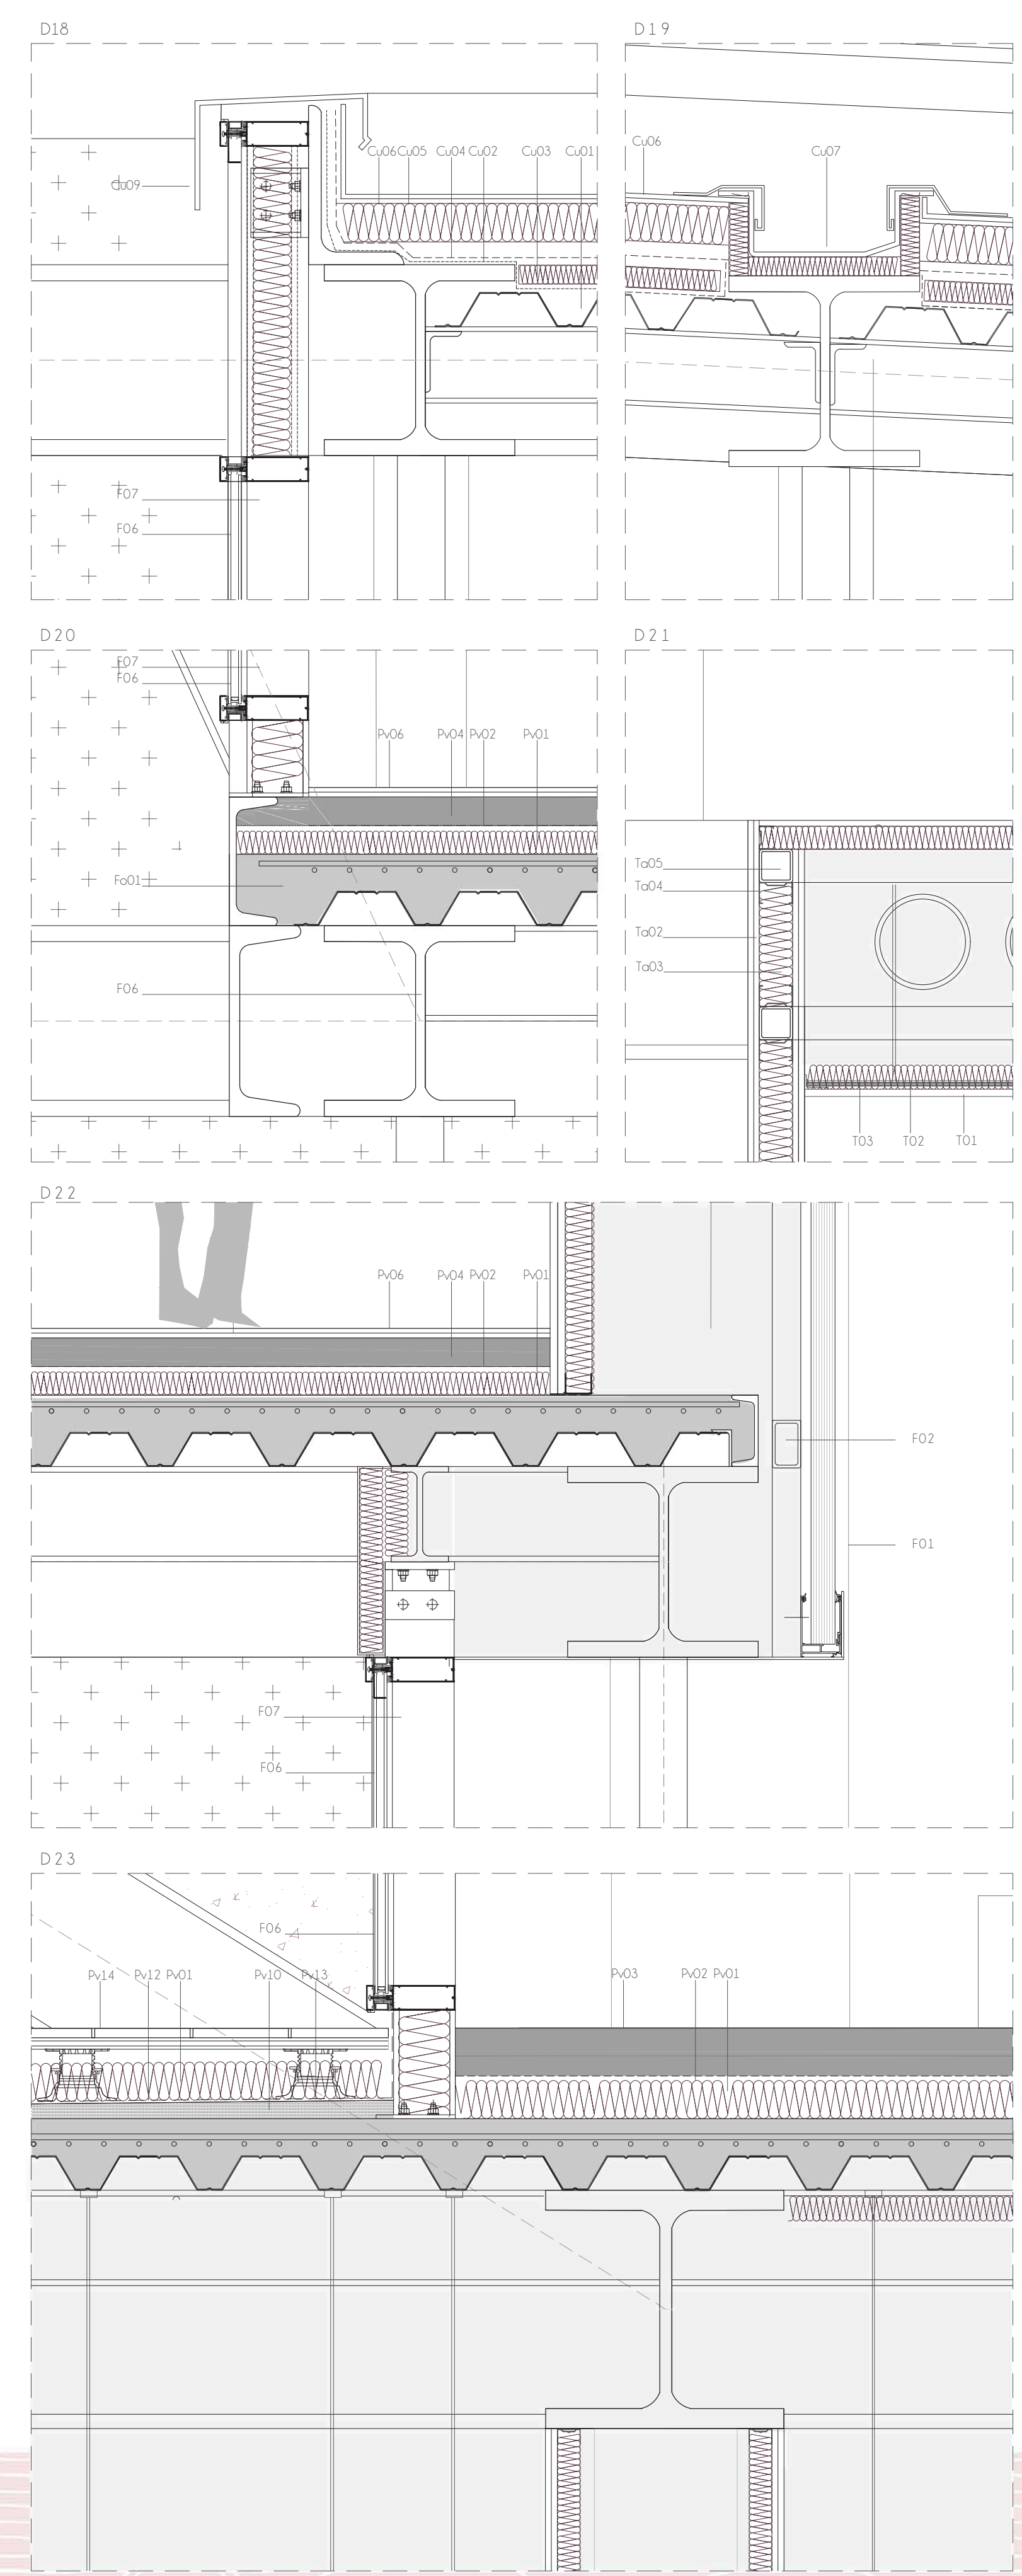 D18
D19
Cu06 Cu05 Cu04 Cu02 Cu03 Cu01
Cu09
F07
F06
Cu06 Cu07
D20
D21
F07
F06
Pv06 Pv04 Pv02 Pv01
Fo01
F06
Ta05
Ta04
Ta02
Ta03
T03 T02 T01
D22
Pv06 Pv04 Pv02 Pv01
F02
F01
F07
F06
D23
F06
Pv14 Pv12 Pv01 Pv10 Pv13 Pv03 Pv02 Pv01